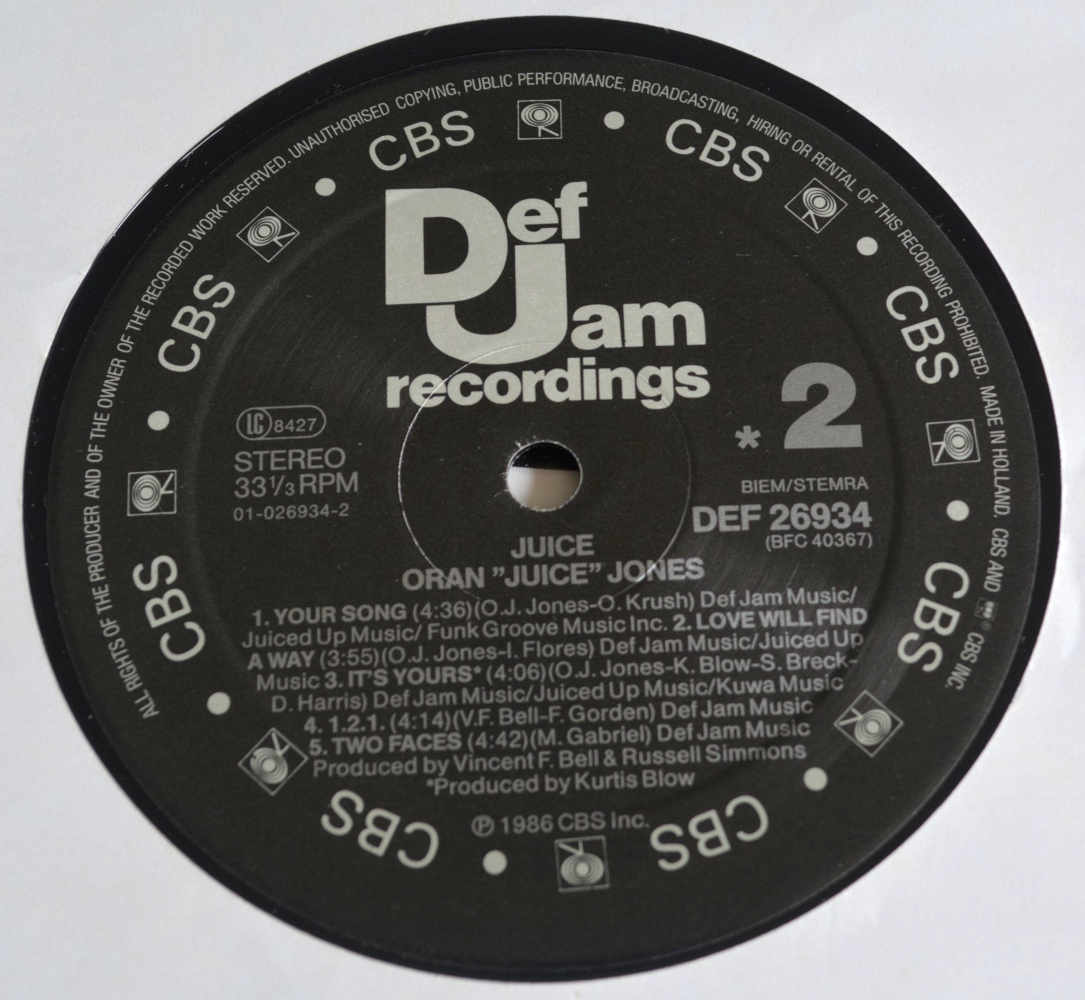 ALL RIGHTS OF THE PRODUCER AND OF THE OWNER OF THE RECORDED WORK RESERVED. UNAUTHORISED COPYING, PUBLIC PERFORMANCE, BROADCASTING, HIRING OR RENTAL OF THIS RECORDING PROHIBITED. MADE IN HOLLAND. CBS AND CBS INC.
CBS
CBS
CBS
CBS
CBS
CBS
CBS
CBS
Def
Jam
recordings
* 2
LC 8427
STEREO
33 1/3 RPM
01-026934-2
BIEM/STEMRA
DEF 26934
(BFC 40367)
JUICE
ORAN "JUICE" JONES
1. YOUR SONG (4:36)(O.J. Jones-O. Krush) Def Jam Music/
Juiced Up Music/ Funk Groove Music Inc. 2. LOVE WILL FIND
A WAY (3:55)(O.J. Jones-I. Flores) Def Jam Music/Juiced Up
Music 3. IT'S YOURS* (4:06)(O.J. Jones-K. Blow-S. Breck-
D. Harris) Def Jam Music/Juiced Up Music/Kuwa Music
4. 1.2.1. (4:14)(V.F. Bell-F. Gorden) Def Jam Music
5. TWO FACES (4:42)(M. Gabriel) Def Jam Music
Produced by Vincent F. Bell & Russell Simmons
*Produced by Kurtis Blow
℗ 1986 CBS Inc.